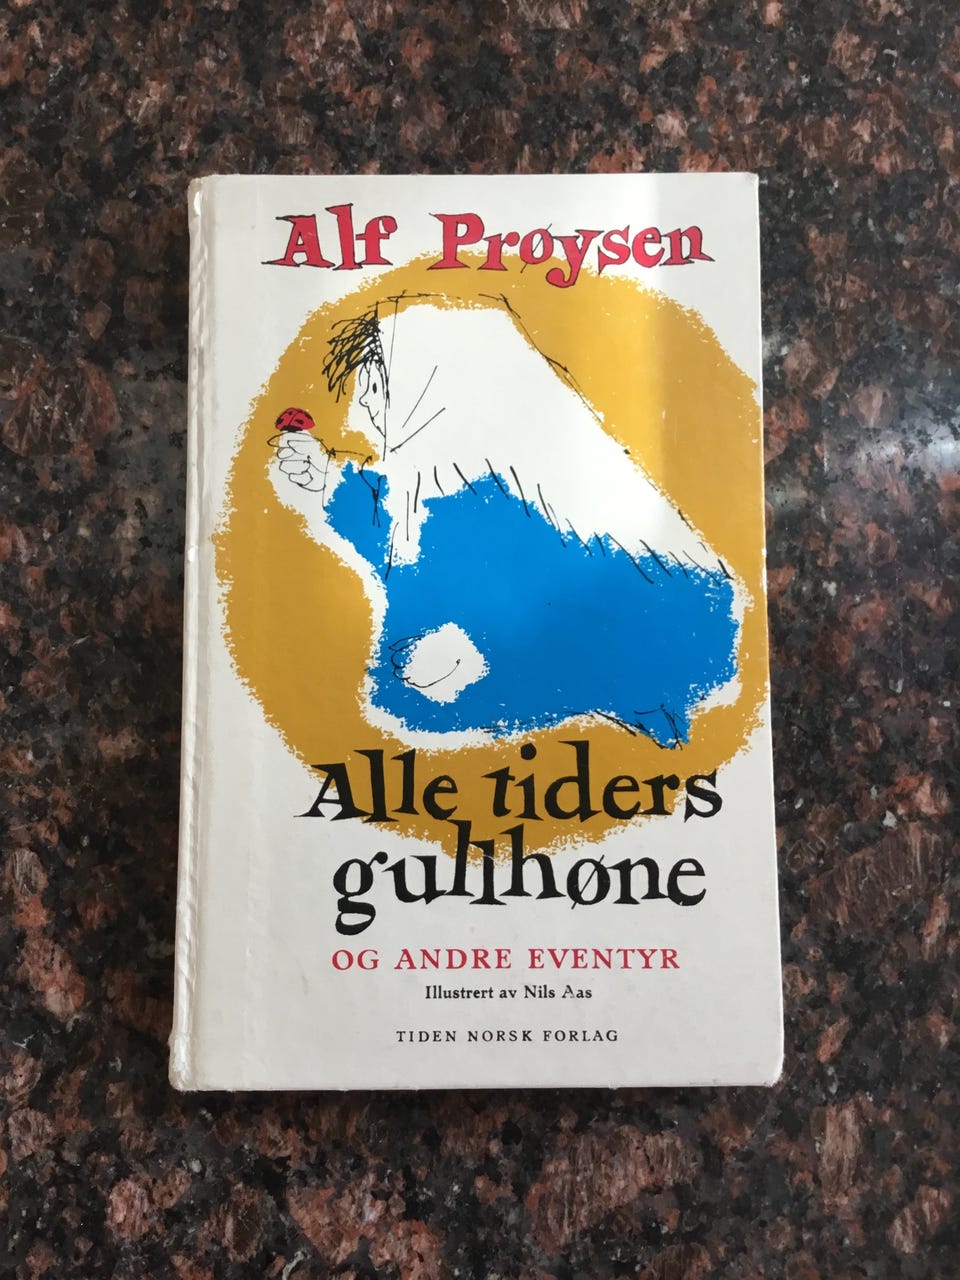 Alf Prøysen
Alle tiders
gullhøne
OG ANDRE EVENTYR
Illustrert av Nils Aas
TIDEN NORSK FORLAG